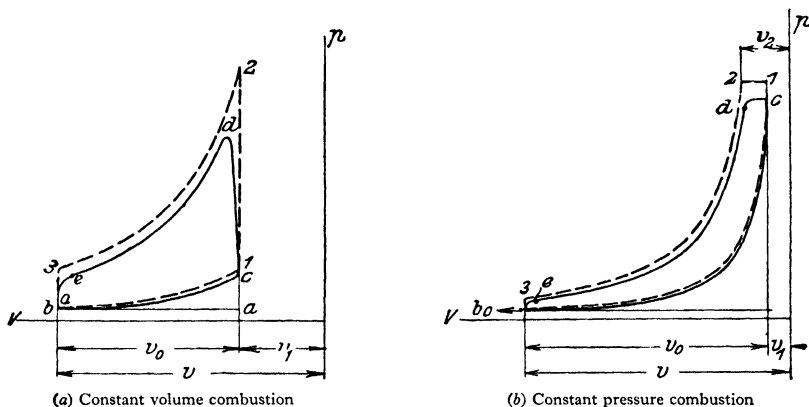 p
2
d
3
e
1
c
a
b
a
V
v₀
v₁
v
(a) Constant volume combustion
p
v₂
2
1
d
c
3
e
V
b₀
v₀
v₁
v
(b) Constant pressure combustion